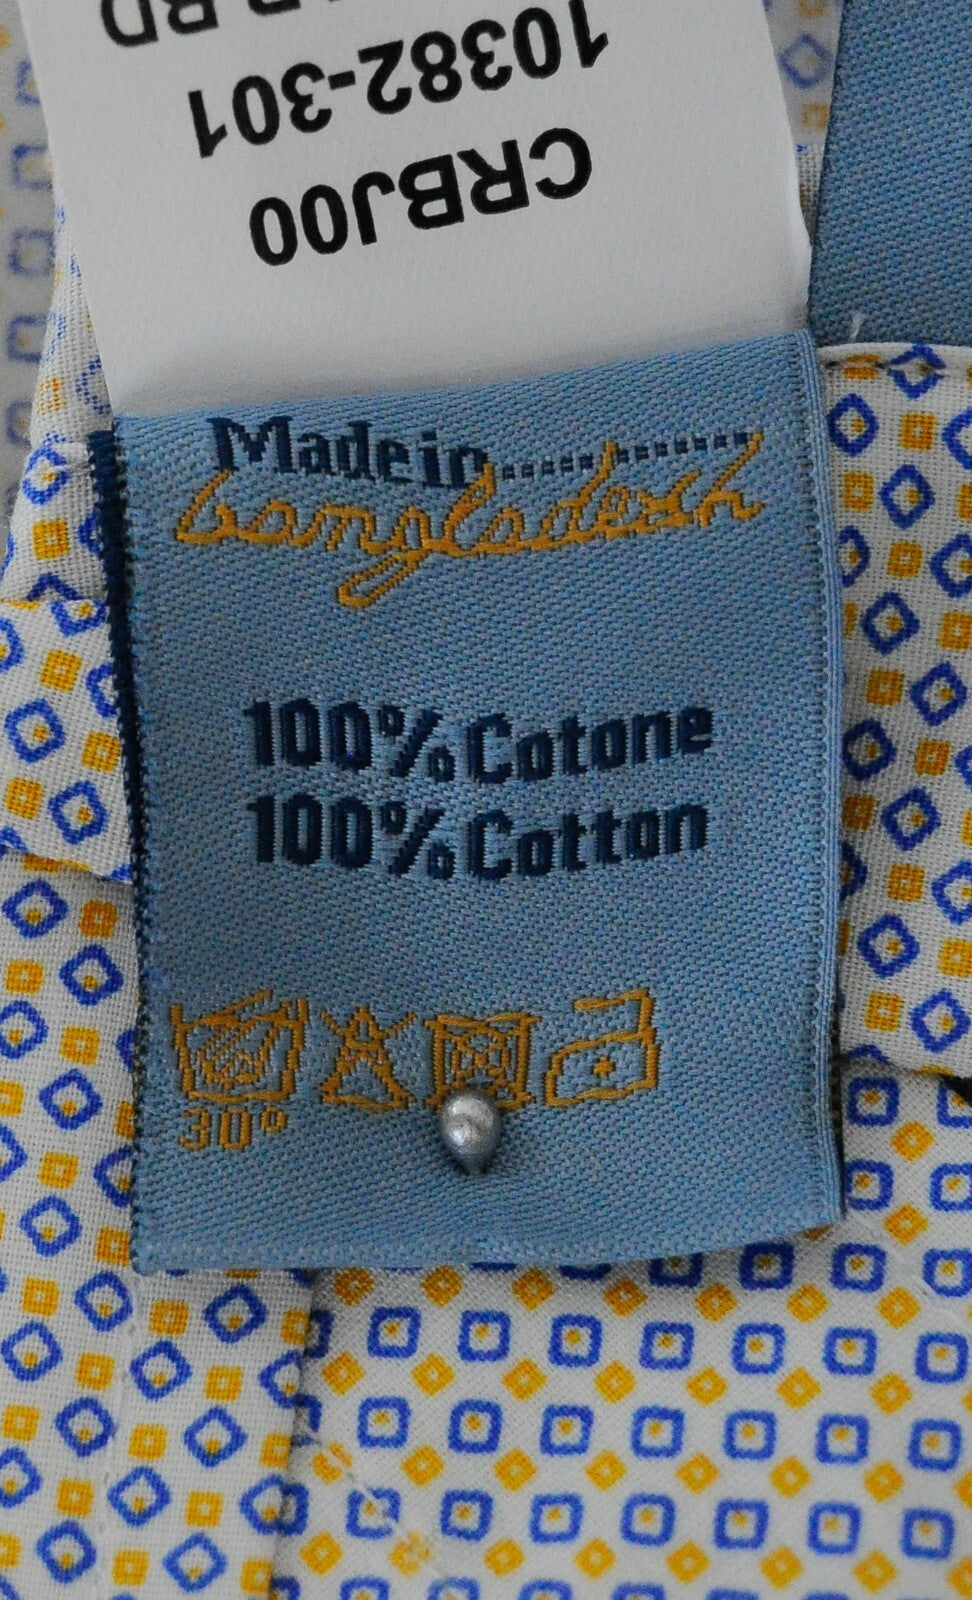 CRBJ00
10382-301
Made in
bangladesh
100% Cotone
100% Cotton
30°